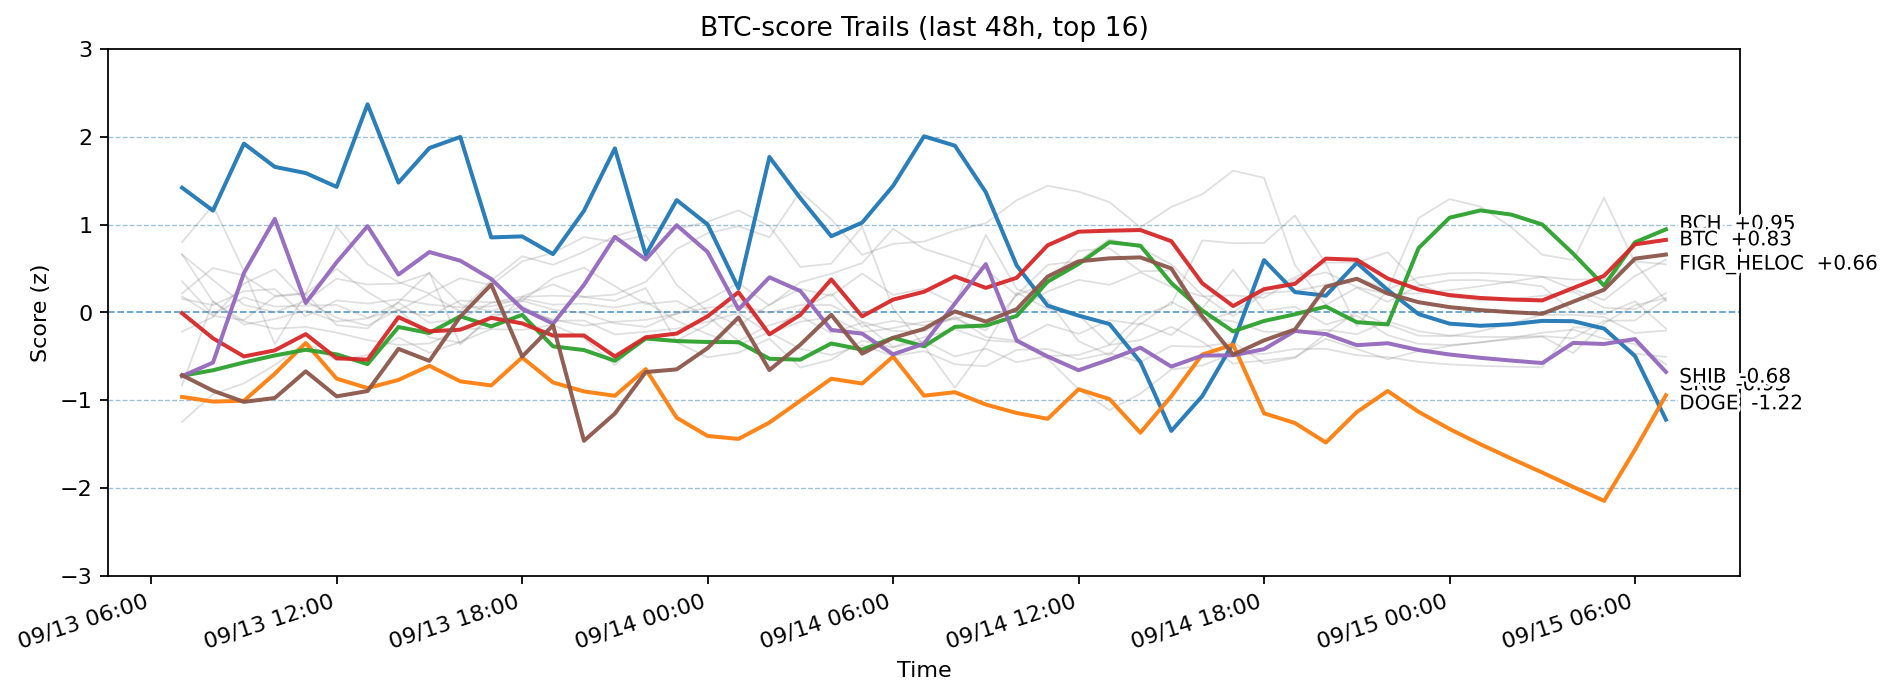 BTC-score Trails (last 48h, top 16)
3
2
1
0
−1
−2
−3
Score (z)
BCH +0.95
BTC +0.83
FIGR_HELOC +0.66
SHIB -0.68
DOGE -1.22
09/13 06:00
09/13 12:00
09/13 18:00
09/14 00:00
09/14 06:00
09/14 12:00
09/14 18:00
09/15 00:00
09/15 06:00
Time